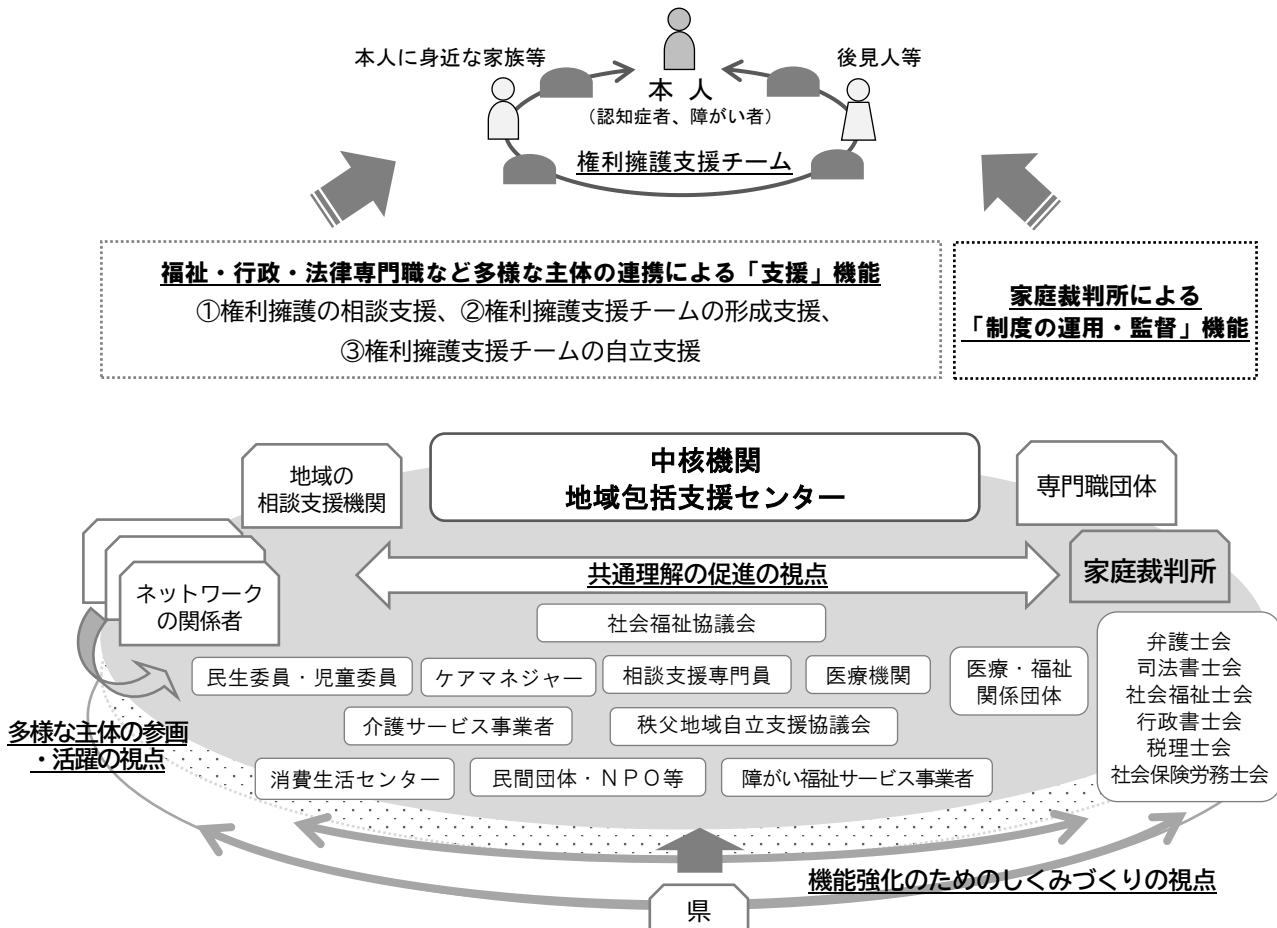 本人に身近な家族等
後見人等
本 人
（認知症者、障がい者）
権利擁護支援チーム
福祉・行政・法律専門職など多様な主体の連携による「支援」機能
①権利擁護の相談支援、②権利擁護支援チームの形成支援、
③権利擁護支援チームの自立支援
家庭裁判所による
「制度の運用・監督」機能
中核機関
地域包括支援センター
地域の
相談支援機関
専門職団体
ネットワーク
の関係者
共通理解の促進の視点
家庭裁判所
社会福祉協議会
民生委員・児童委員
ケアマネジャー
相談支援専門員
医療機関
医療・福祉
関係団体
弁護士会
司法書士会
社会福祉士会
行政書士会
税理士会
社会保険労務士会
介護サービス事業者
秩父地域自立支援協議会
多様な主体の参画
・活躍の視点
消費生活センター
民間団体・ＮＰＯ等
障がい福祉サービス事業者
機能強化のためのしくみづくりの視点
県